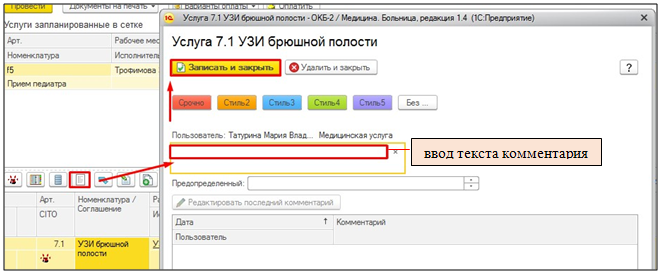 Провести
Документы на печать
Варианты оплаты
Оплатить
Услуги запланированные в сетке
Арт.
Рабочее мес
Номенклатура
Исполнитель
f5
Трофимова
Прием педиатра
Арт.
Номенклатура /
Соглашение
CITO
7.1
УЗИ брюшной
полости
Услуга 7.1 УЗИ брюшной полости - ОКБ-2 / Медицина. Больница, редакция 1.4 (1С:Предприятие)
Услуга 7.1 УЗИ брюшной полости
Записать и закрыть
Удалить и закрыть
?
Срочно
Стиль2
Стиль3
Стиль4
Стиль5
Без ...
Пользователь: Татурина Мария Влад... Медицинская услуга
ввод текста комментария
Предопределенный:
Редактировать последний комментарий
Дата
Комментарий
Пользователь